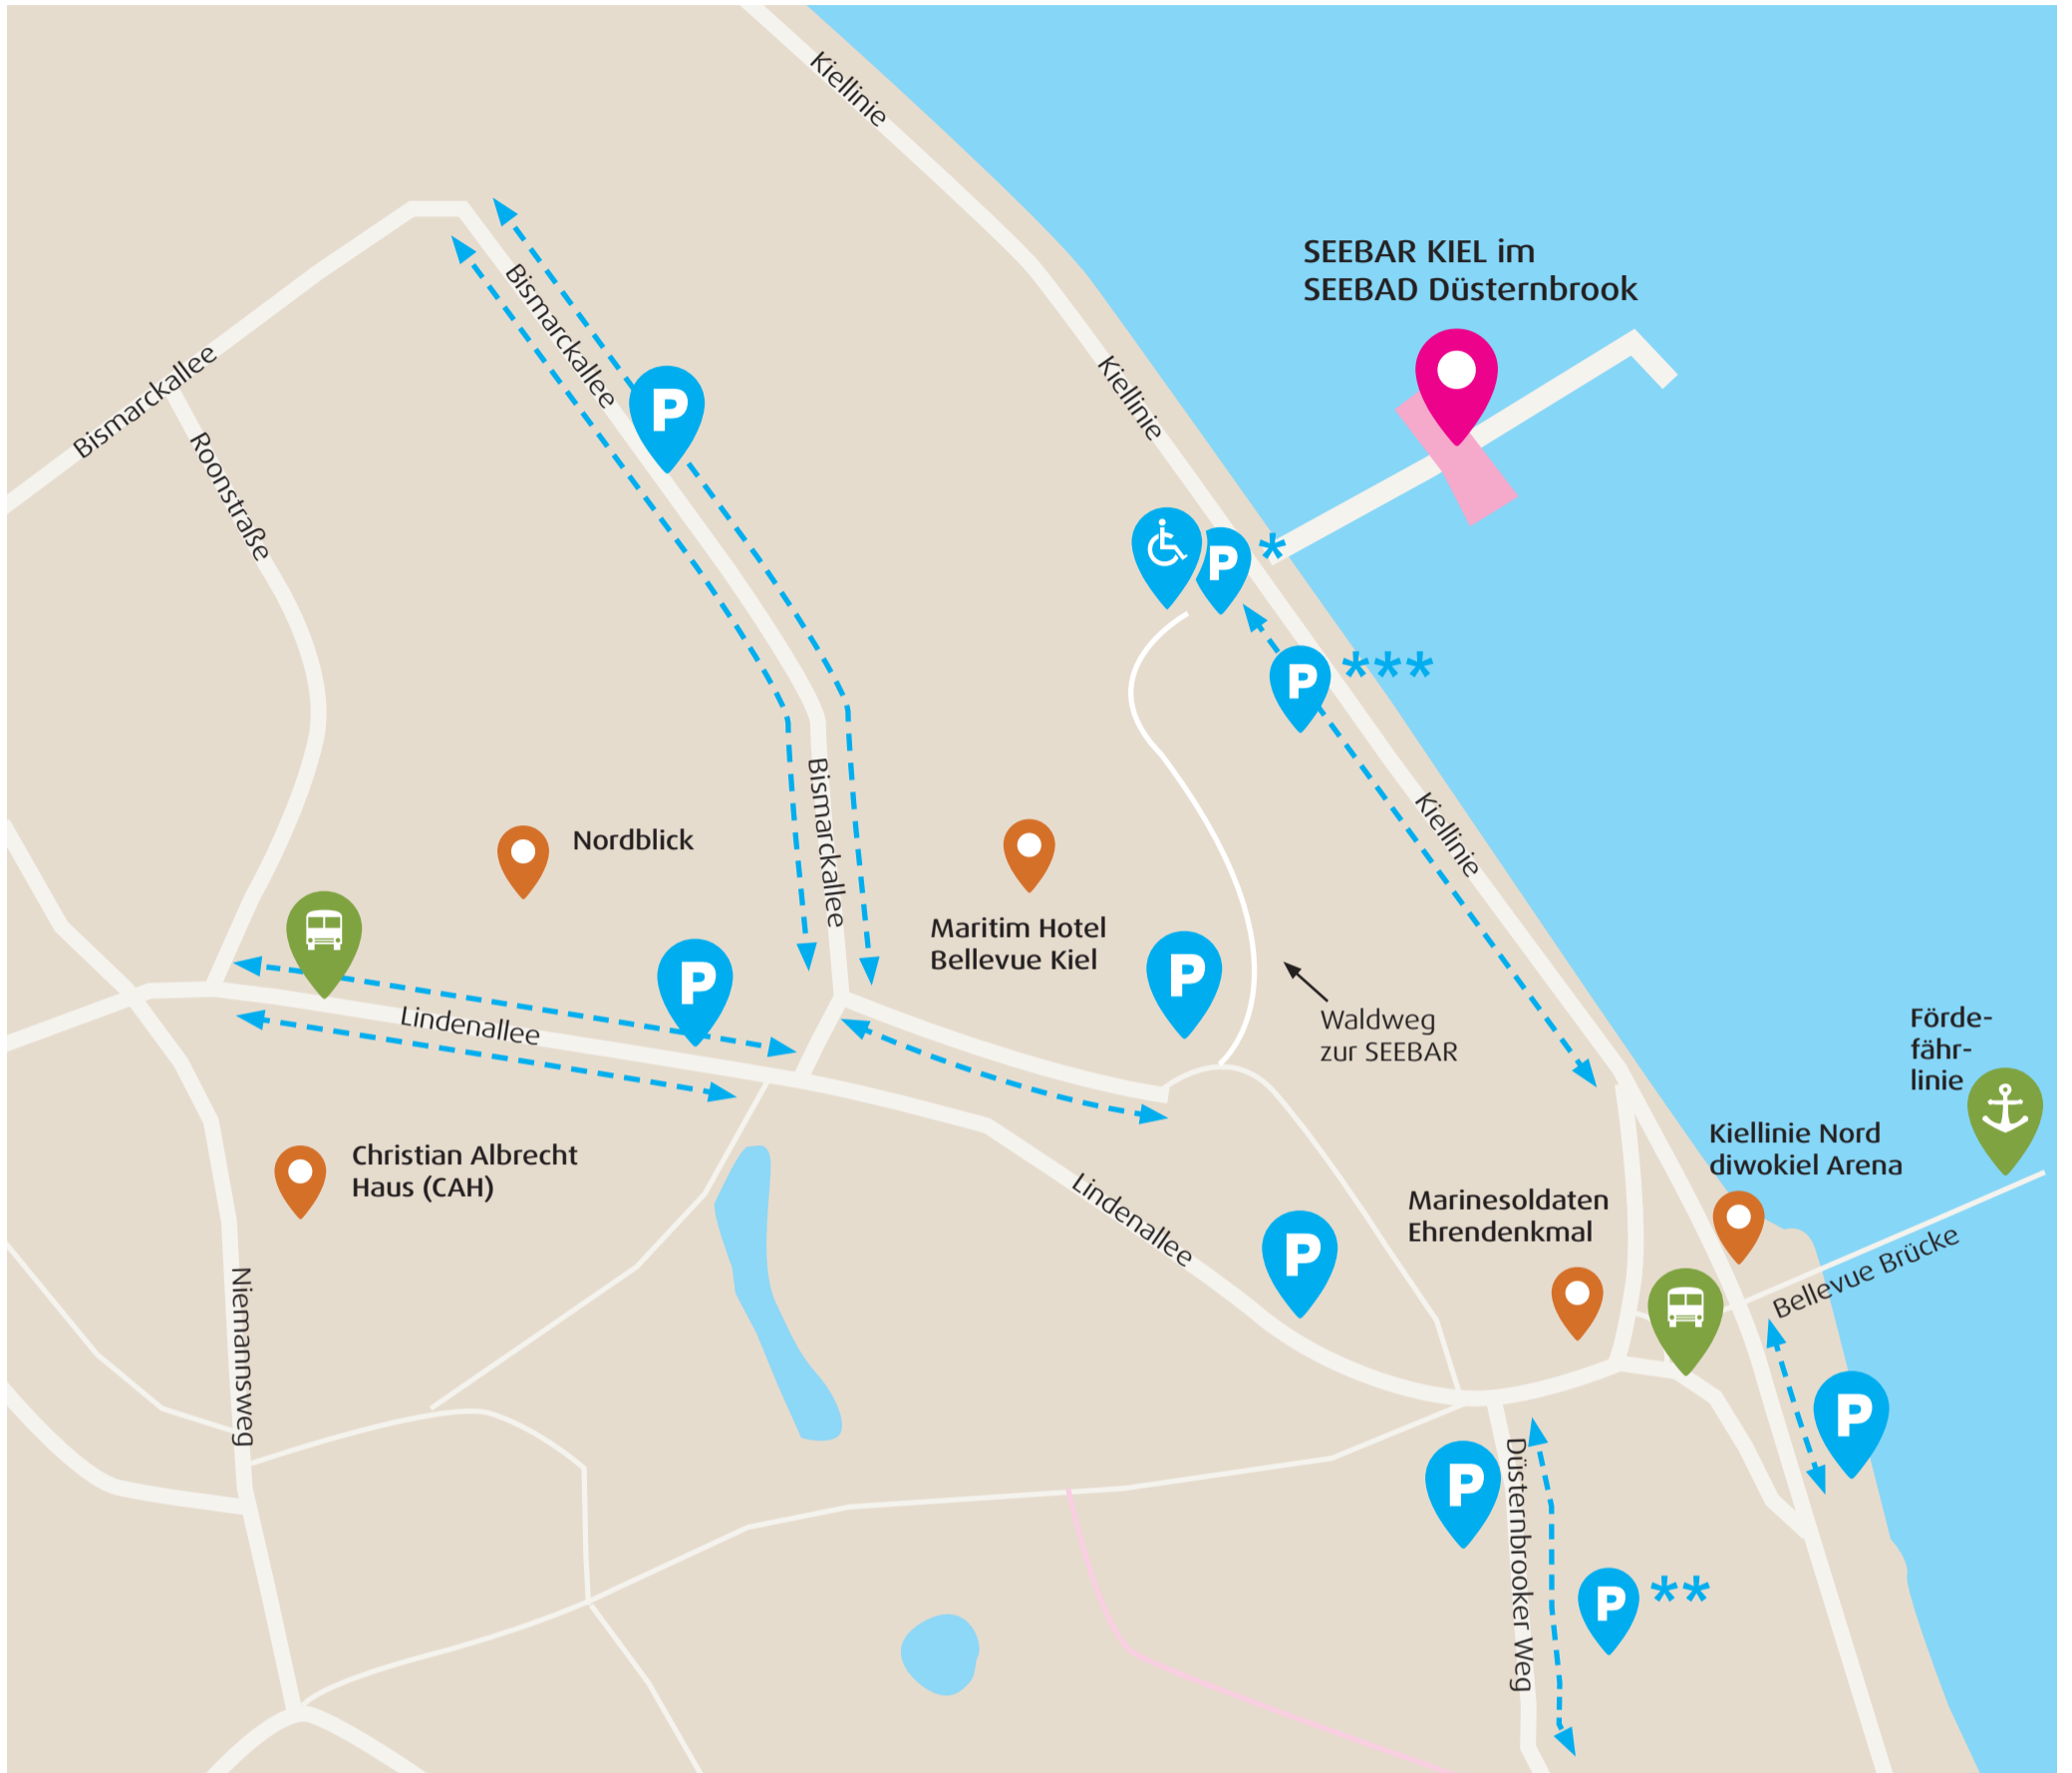 Kiellinie
SEEBAR KIEL im
SEEBAD Düsternbrook
Bismarckallee
Bismarckallee
Kiellinie
P
Roonstraße
P
*
P
***
Bismarckallee
Kiellinie
Nordblick
Maritim Hotel
Bellevue Kiel
P
P
Lindenallee
Waldweg
zur SEEBAR
Förde-
fähr-
linie
Kiellinie Nord
diwokiel Arena
Christian Albrecht
Haus (CAH)
Lindenallee
Marinesoldaten
Ehrendenkmal
P
Bellevue Brücke
Niemannsweg
P
P
Düsternbrooker Weg
P
**